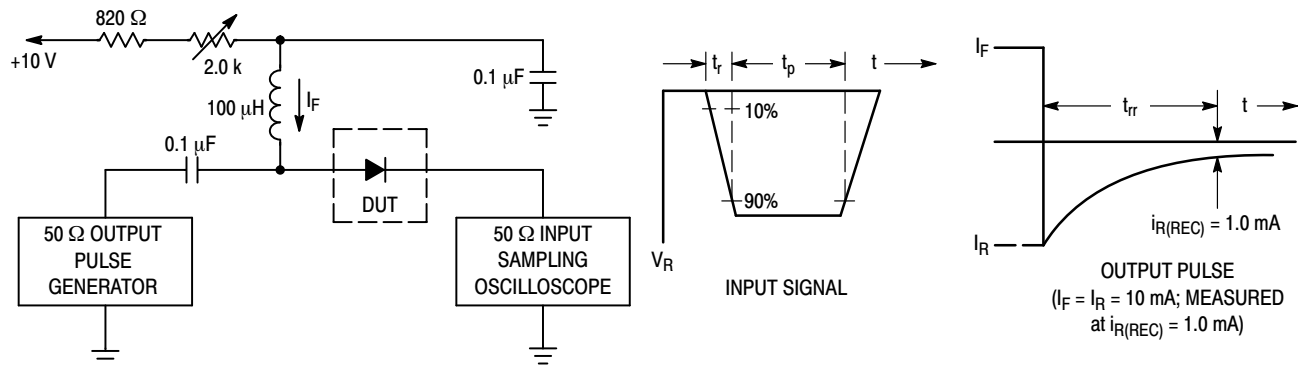 820 Ω
+10 V
2.0 k
100 μH
I_F
0.1 μF
0.1 μF
DUT
50 Ω OUTPUT
PULSE
GENERATOR
50 Ω INPUT
SAMPLING
OSCILLOSCOPE
t_r
t_p
t
10%
90%
V_R
INPUT SIGNAL
I_F
t_rr
t
I_R
i_R(REC) = 1.0 mA
OUTPUT PULSE
(I_F = I_R = 10 mA; MEASURED
at i_R(REC) = 1.0 mA)